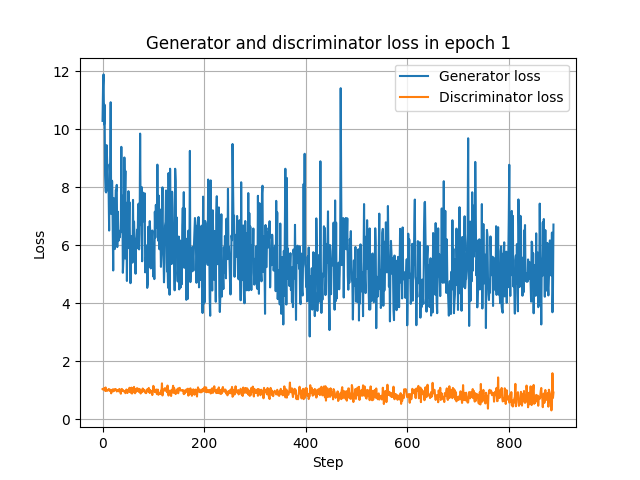 Generator and discriminator loss in epoch 1
Generator loss
Discriminator loss
Loss
12
10
8
6
4
2
0
0 200 400 600 800
Step